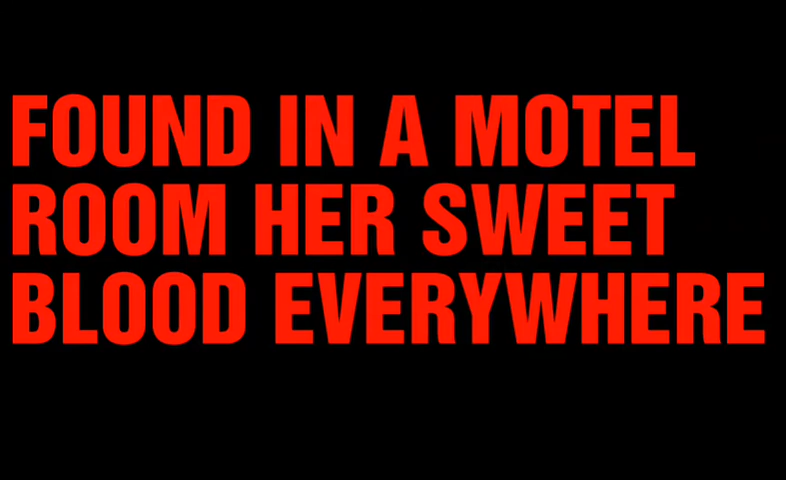 FOUND IN A MOTEL
ROOM HER SWEET
BLOOD EVERYWHERE